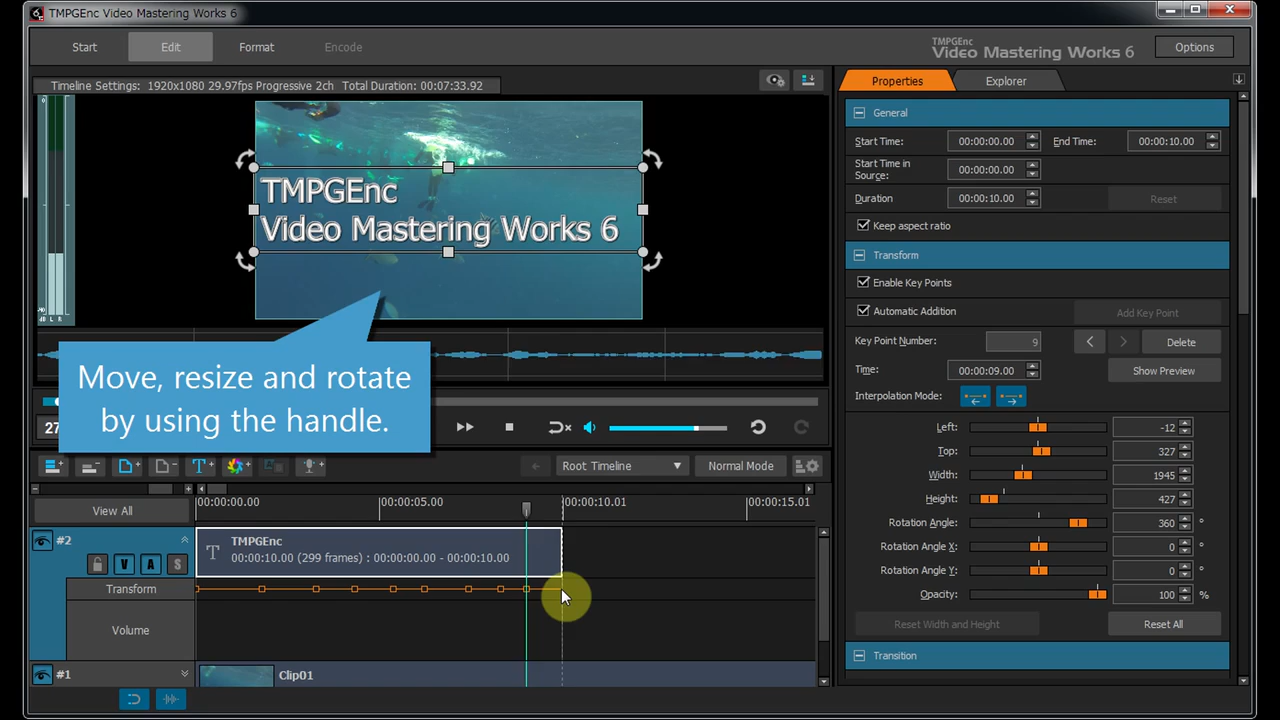 TMPGEnc Video Mastering Works 6
Start
Edit
Format
Encode
TMPGEnc
Video Mastering Works 6
Options
Timeline Settings: 1920x1080 29.97fps Progressive 2ch Total Duration: 00:07:33.92
TMPGEnc
Video Mastering Works 6
Move, resize and rotate
by using the handle.
27
Root Timeline
Normal Mode
View All
00:00:00.00
00:00:05.00
00:00:10.01
00:00:15.01
#2
V A S
TMPGEnc
00:00:10.00 (299 frames) : 00:00:00.00 - 00:00:10.00
Transform
Volume
#1
Clip01
Properties
Explorer
General
Start Time: 00:00:00.00 End Time: 00:00:10.00
Start Time in
Source: 00:00:00.00
Duration 00:00:10.00 Reset
Keep aspect ratio
Transform
Enable Key Points
Automatic Addition Add Key Point
Key Point Number: 9 Delete
Time: 00:00:09.00 Show Preview
Interpolation Mode:
Left: -12
Top: 327
Width: 1945
Height: 427
Rotation Angle: 360 °
Rotation Angle X: 0 °
Rotation Angle Y: 0 °
Opacity: 100 %
Reset Width and Height Reset All
Transition